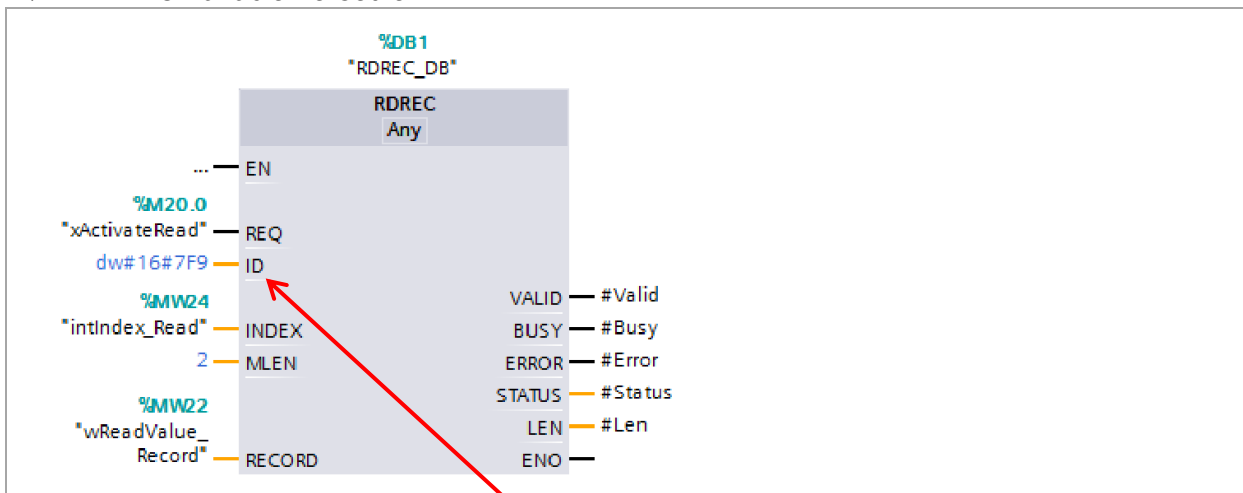 %DB1
"RDREC_DB"
RDREC
Any
... EN
%M20.0
"xActivateRead" REQ
dw#16#7F9 ID
%MW24 VALID #Valid
"intIndex_Read" INDEX BUSY #Busy
2 MLEN ERROR #Error
%MW22 STATUS #Status
"wReadValue_ LEN #Len
Record" RECORD ENO